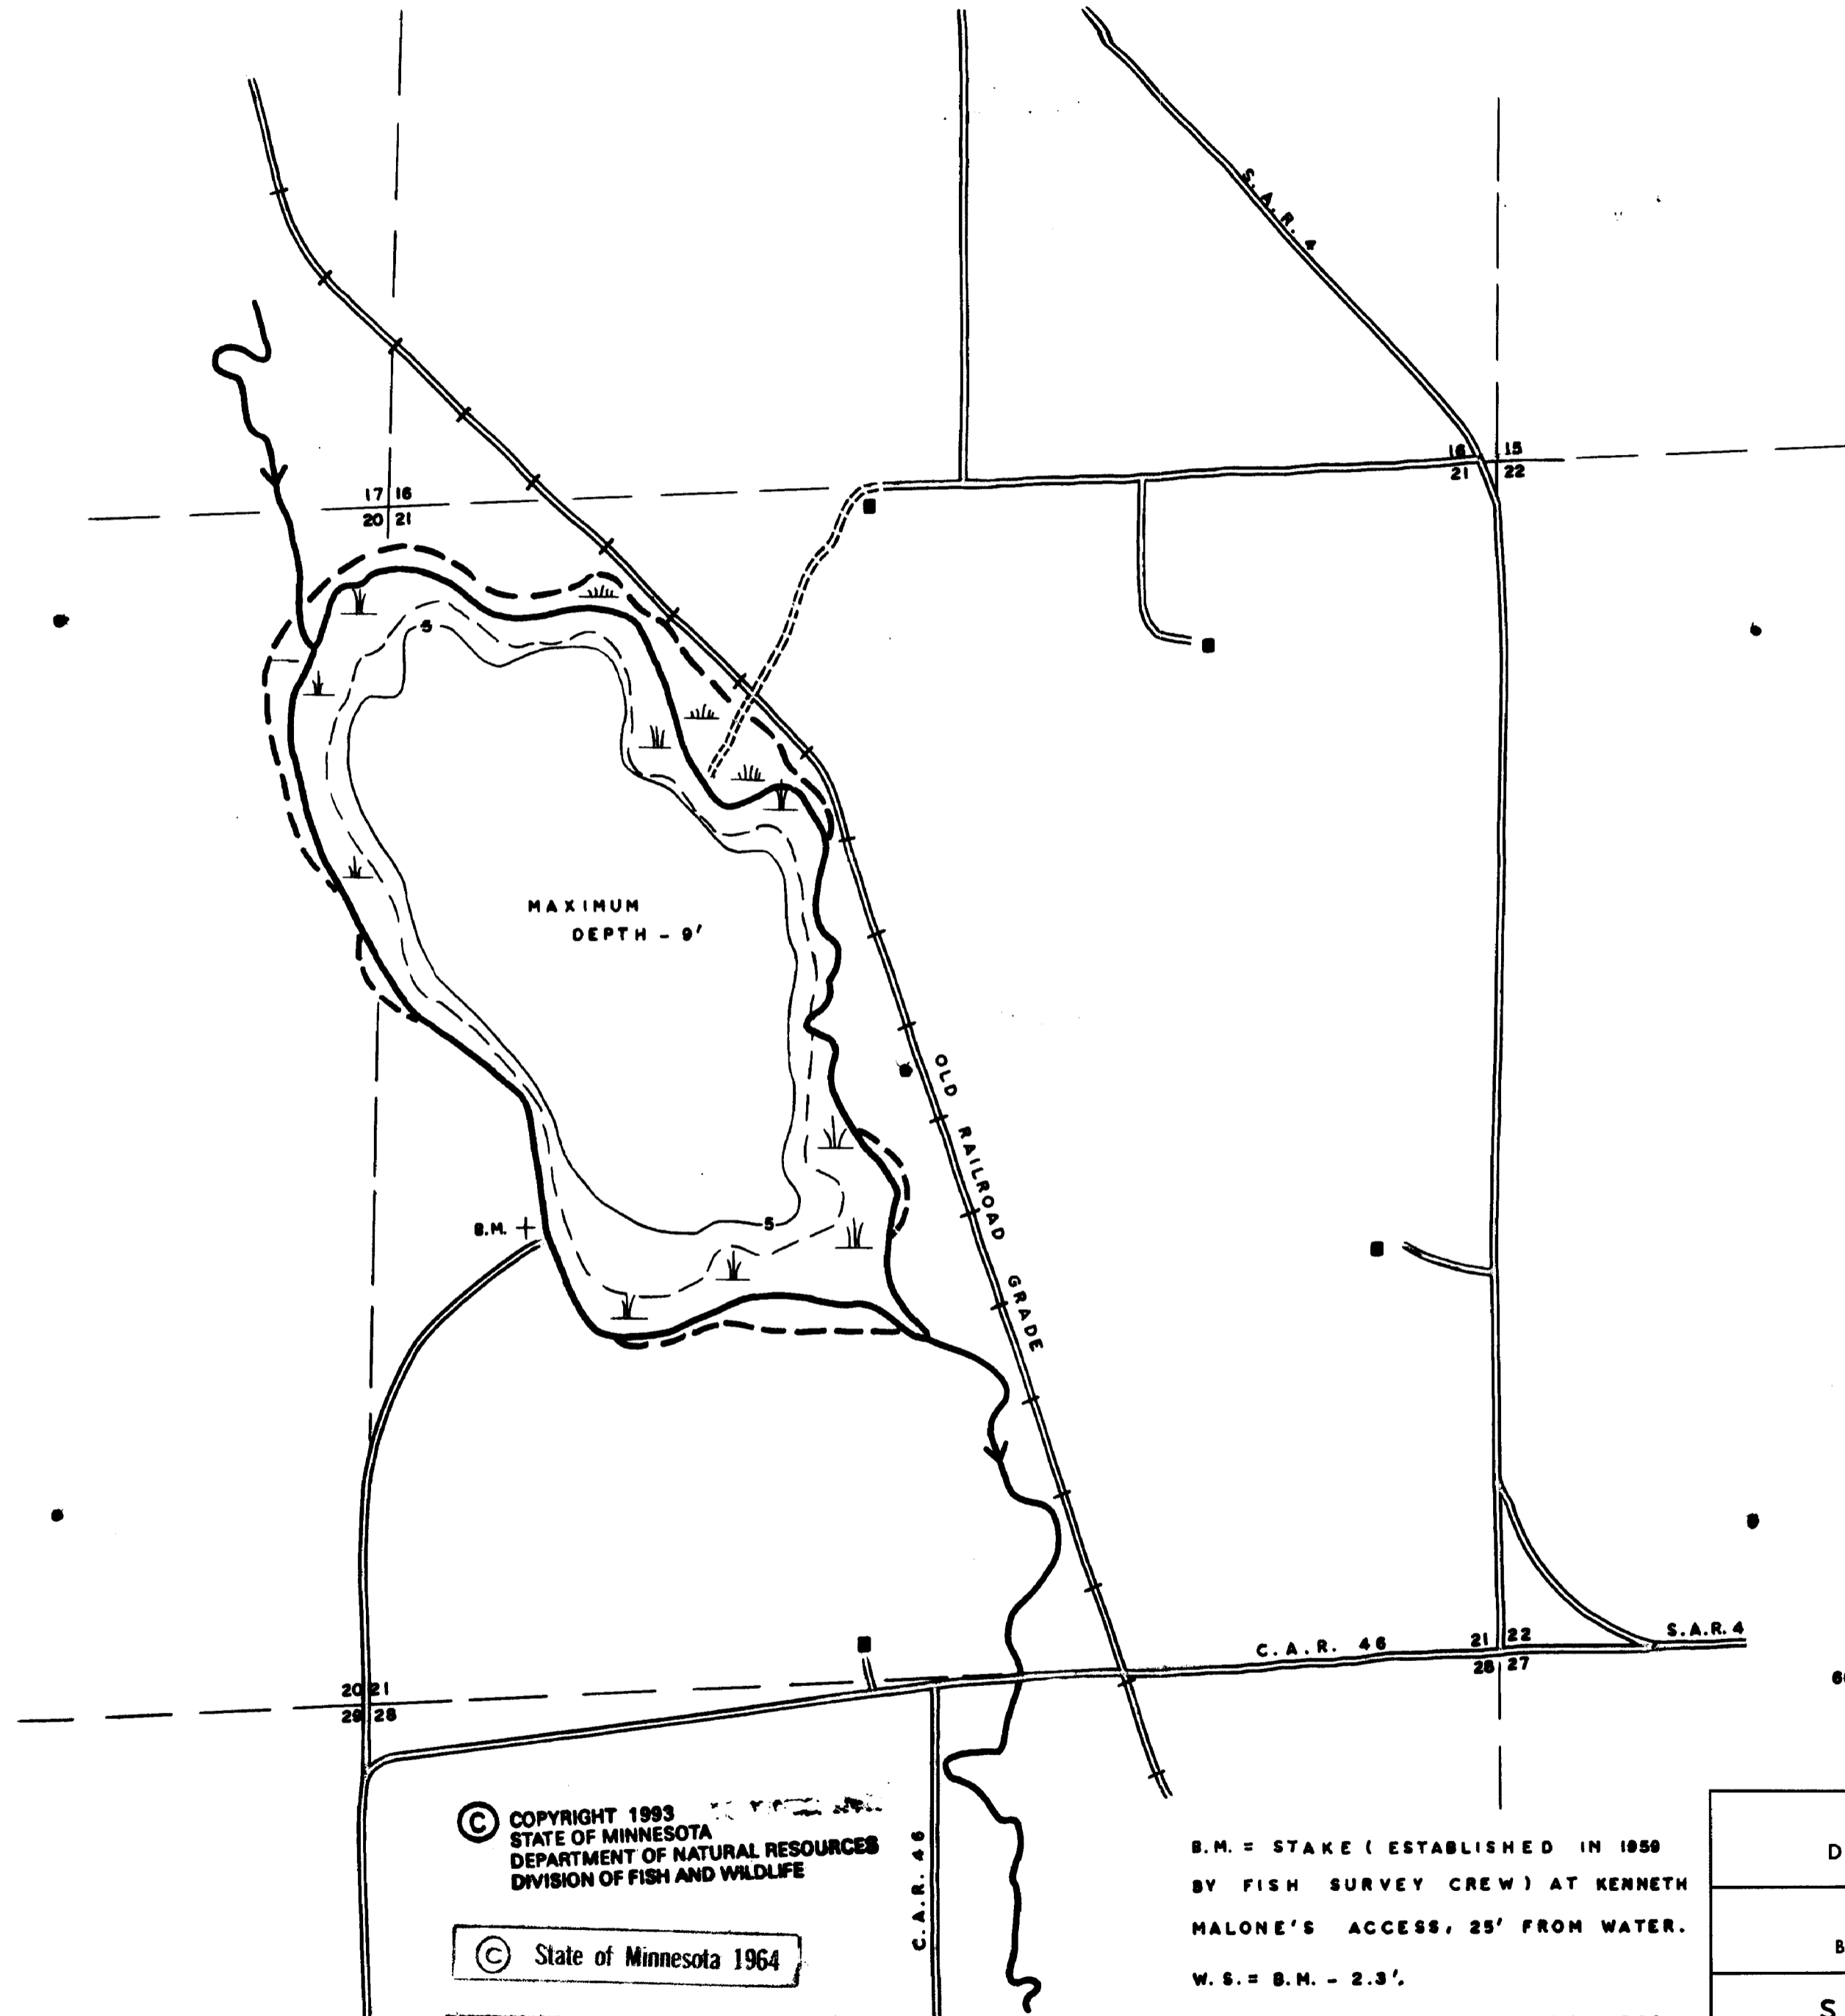 S. A. R. 4
16 15
21 22
17 16
20 21
5
MAXIMUM
DEPTH - 9'
OLD RAILROAD GRADE
B.M.
5
S.A.R. 4
C.A.R. 46
21 22
28 27
20 21
29 28
© COPYRIGHT 1993
STATE OF MINNESOTA
DEPARTMENT OF NATURAL RESOURCES
DIVISION OF FISH AND WILDLIFE
© State of Minnesota 1964
C.A.R. 46
B.M. = STAKE ( ESTABLISHED IN 1959
BY FISH SURVEY CREW ) AT KENNETH
MALONE'S ACCESS, 25' FROM WATER.
W. S. = B.M. - 2.3'.
D
B
S